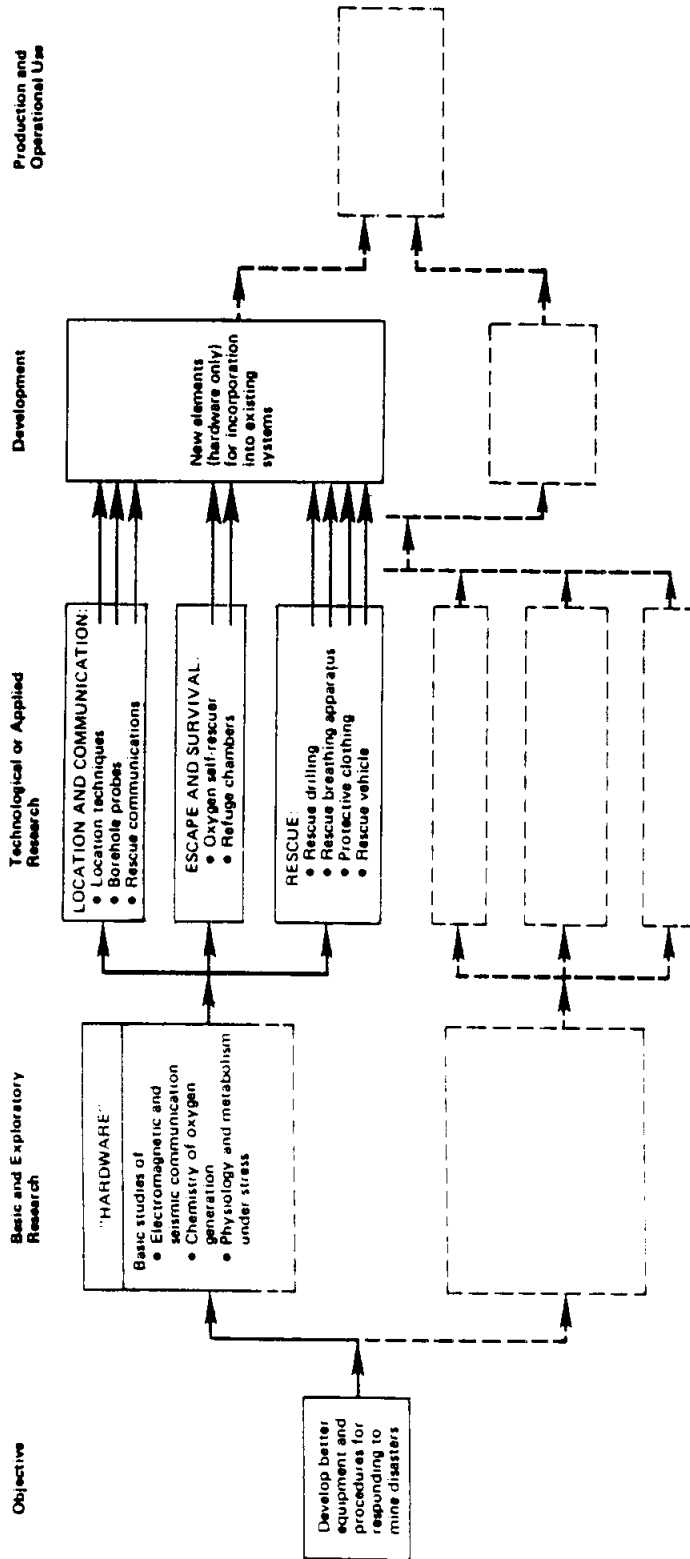 Objective
Basic and Exploratory
Research
Technological or Applied
Research
Development
Production and
Operational Use
Develop better
equipment and
procedures for
responding to
mine disasters
"HARDWARE"
Basic studies of
• Electromagnetic and
seismic communication
• Chemistry of oxygen
generation
• Physiology and metabolism
under stress
LOCATION AND COMMUNICATION:
• Location techniques
• Borehole probes
• Rescue communications
ESCAPE AND SURVIVAL:
• Oxygen self-rescuer
• Refuge chambers
RESCUE:
• Rescue drilling
• Rescue breathing apparatus
• Protective clothing
• Rescue vehicle
New elements
(hardware only)
for incorporation
into existing
systems